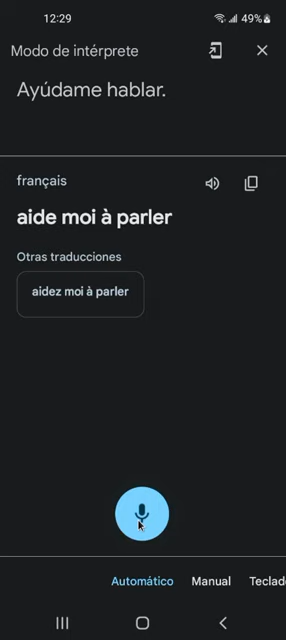 12:29
49%
Modo de intérprete
Ayúdame hablar.
français
aide moi à parler
Otras traducciones
aidez moi à parler
Automático
Manual
Teclad